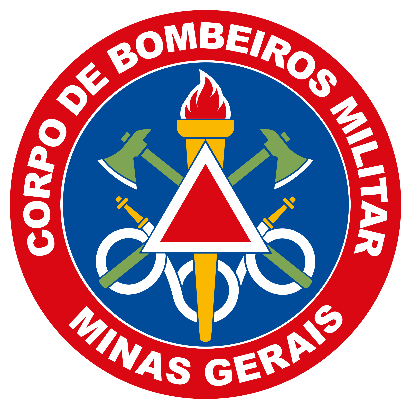 CORPO DE BOMBEIROS MILITAR
MINAS GERAIS